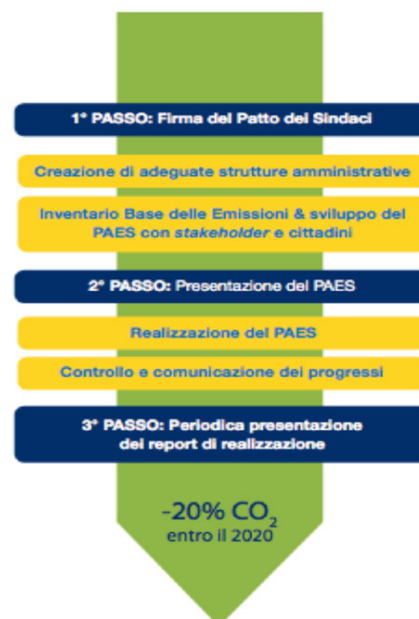 1° PASSO: Firma del Patto dei Sindaci
Creazione di adeguate strutture amministrative
Inventario Base delle Emissioni & sviluppo del
PAES con stakeholder e cittadini
2° PASSO: Presentazione del PAES
Realizzazione del PAES
Controllo e comunicazione dei progressi
3° PASSO: Periodica presentazione
dei report di realizzazione
-20% CO₂
entro il 2020